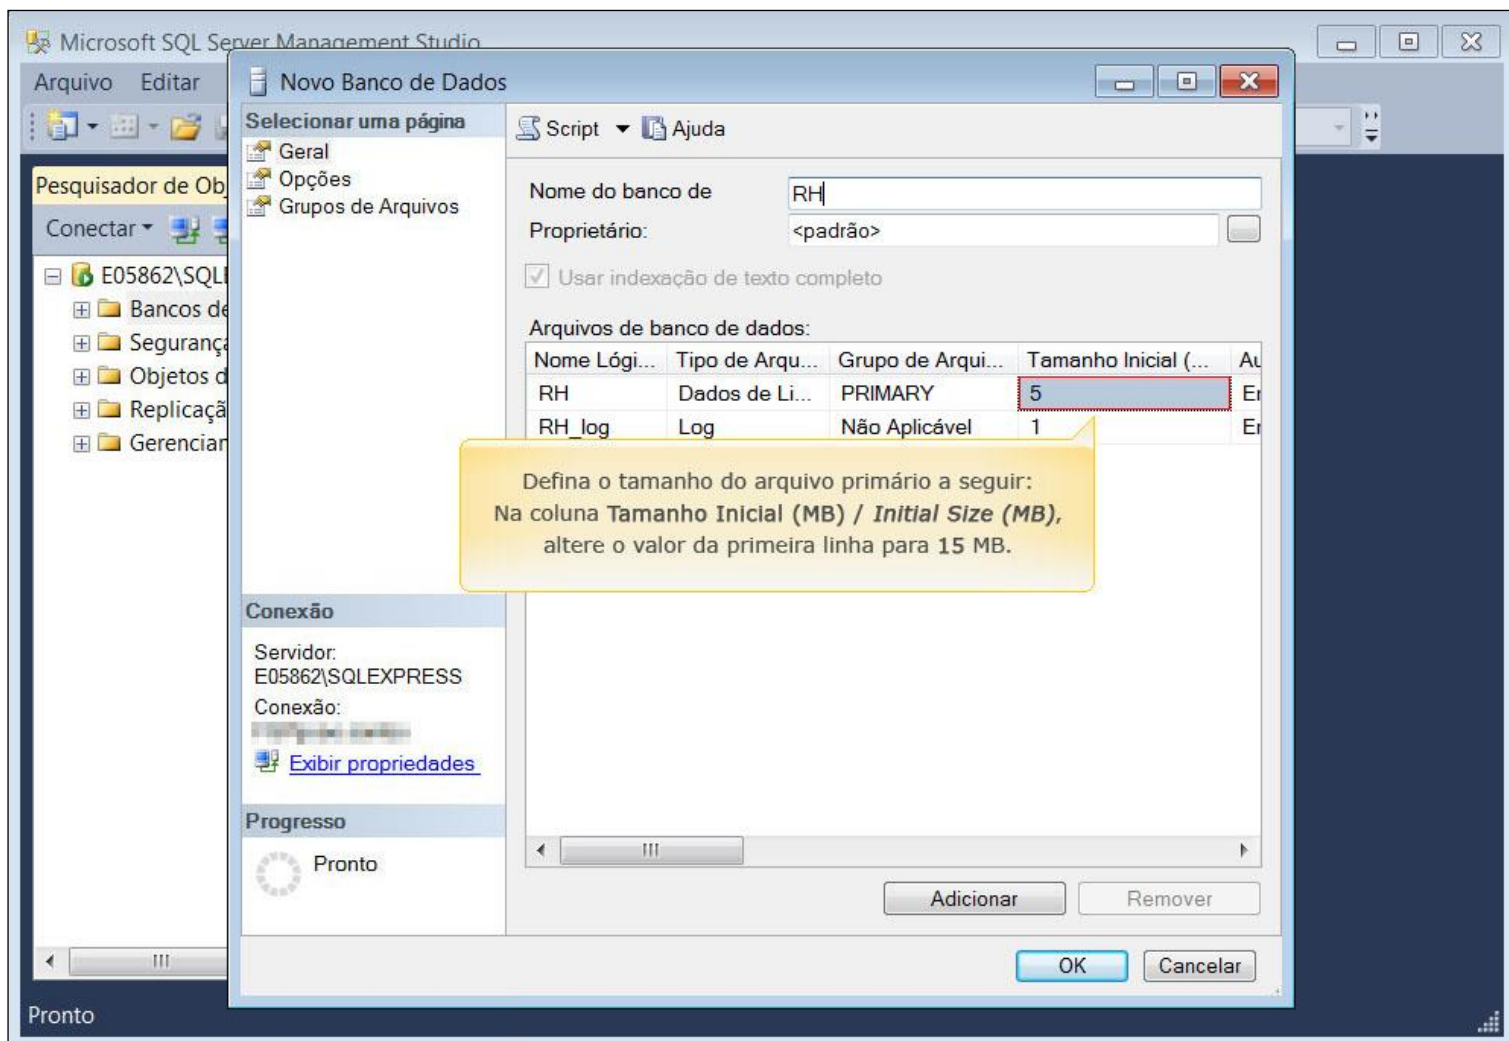 Microsoft SQL Server Management Studio
Arquivo Editar
Novo Banco de Dados
Selecionar uma página
Geral
Opções
Grupos de Arquivos
Script Ajuda
Pesquisador de Ob
Conectar
E05862\SQL
Bancos de
Segurança
Objetos d
Replicaçã
Gerencian
Nome do banco de RH
Proprietário: <padrão>
Usar indexação de texto completo
Arquivos de banco de dados:
Nome Lógi... Tipo de Arqu... Grupo de Arqui... Tamanho Inicial (... Au
RH Dados de Li... PRIMARY 5 En
RH_log Log Não Aplicável 1 En
Defina o tamanho do arquivo primário a seguir:
Na coluna Tamanho Inicial (MB) / Initial Size (MB),
altere o valor da primeira linha para 15 MB.
Conexão
Servidor:
E05862\SQLEXPRESS
Conexão:
Exibir propriedades
Progresso
Pronto
Adicionar Remover
OK Cancelar
Pronto